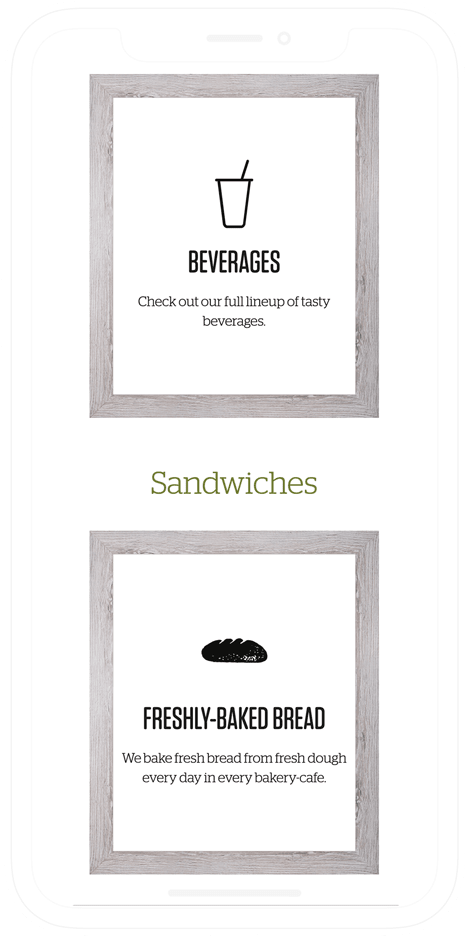 BEVERAGES
Check out our full lineup of tasty
beverages.
Sandwiches
FRESHLY-BAKED BREAD
We bake fresh bread from fresh dough
every day in every bakery-cafe.